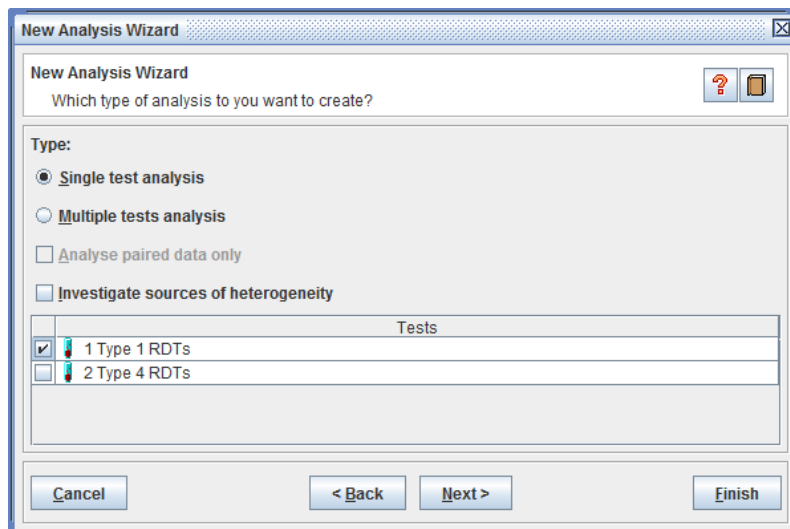 New Analysis Wizard
New Analysis Wizard
Which type of analysis to you want to create?
Type:
Single test analysis
Multiple tests analysis
Analyse paired data only
Investigate sources of heterogeneity
Tests
1 Type 1 RDTs
2 Type 4 RDTs
Cancel < Back Next > Finish